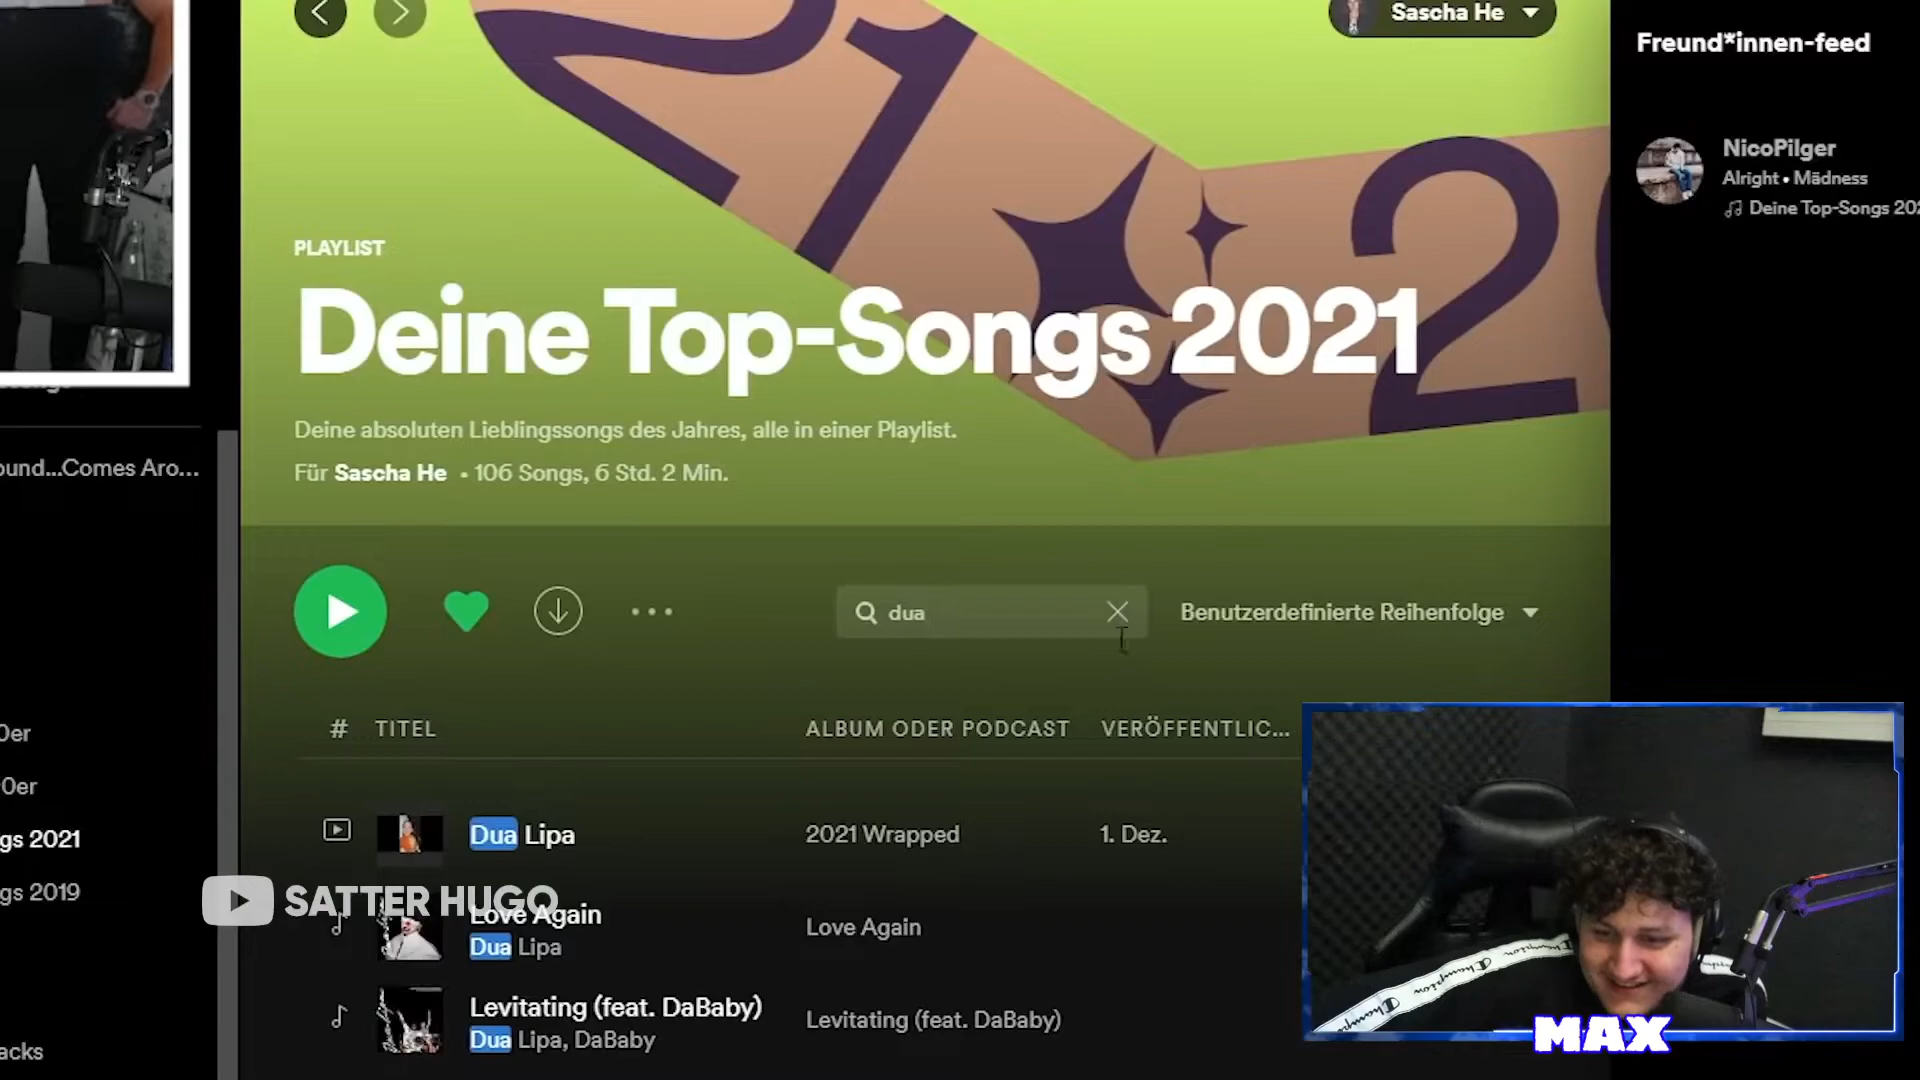 Sascha He
Freund*innen-feed
NicoPilger
Alright • Mädness
Deine Top-Songs
PLAYLIST
Deine Top-Songs 2021
Deine absoluten Lieblingssongs des Jahres, alle in einer Playlist.
Für Sascha He • 106 Songs, 6 Std. 2 Min.
ound...Comes Aro...
dua
Benutzerdefinierte Reihenfolge
# TITEL ALBUM ODER PODCAST VERÖFFENTLIC...
0er
0er
gs 2021
gs 2019
acks
Dua Lipa 2021 Wrapped 1. Dez.
SATTER HUGO
Love Again Love Again
Dua Lipa
Levitating (feat. DaBaby) Levitating (feat. DaBaby)
Dua Lipa, DaBaby
Champion
Champion
MAX